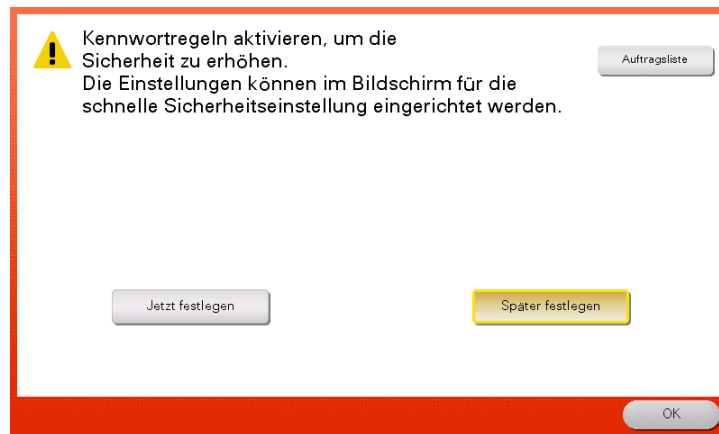 Kennwortregeln aktivieren, um die
Sicherheit zu erhöhen.
Die Einstellungen können im Bildschirm für die
schnelle Sicherheitseinstellung eingerichtet werden.
Auftragsliste
Jetzt festlegen
Später festlegen
OK